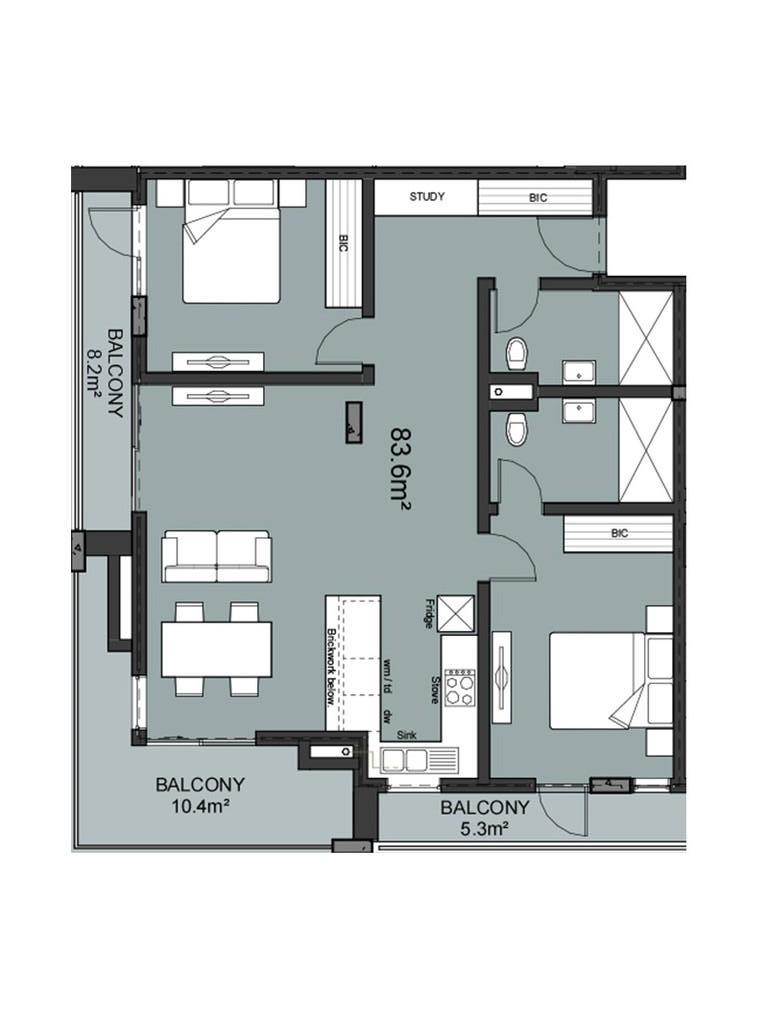 STUDY
BIC
BIC
BALCONY
8.2m²
83.6m²
BIC
Fridge
Brickwork below.
wm / td
dw
Stove
Sink
BALCONY
10.4m²
BALCONY
5.3m²